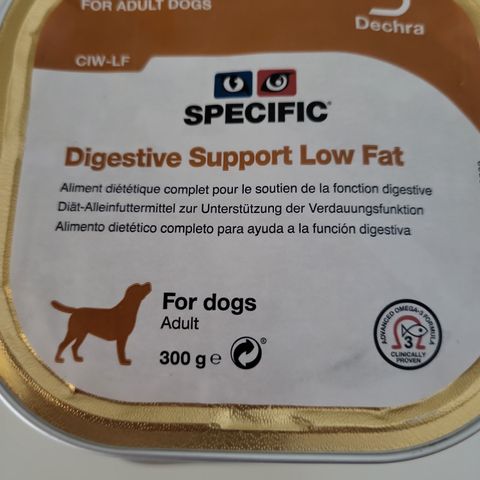 FOR ADULT DOGS
Dechra
CIW-LF
SPECIFIC®
Digestive Support Low Fat
Aliment diététique complet pour le soutien de la fonction digestive
Diät-Alleinfuttermittel zur Unterstützung der Verdauungsfunktion
Alimento dietético completo para ayuda a la función digestiva
For dogs
Adult
300 g e
ADVANCED OMEGA-3 FORMULA
3
CLINICALLY
PROVEN